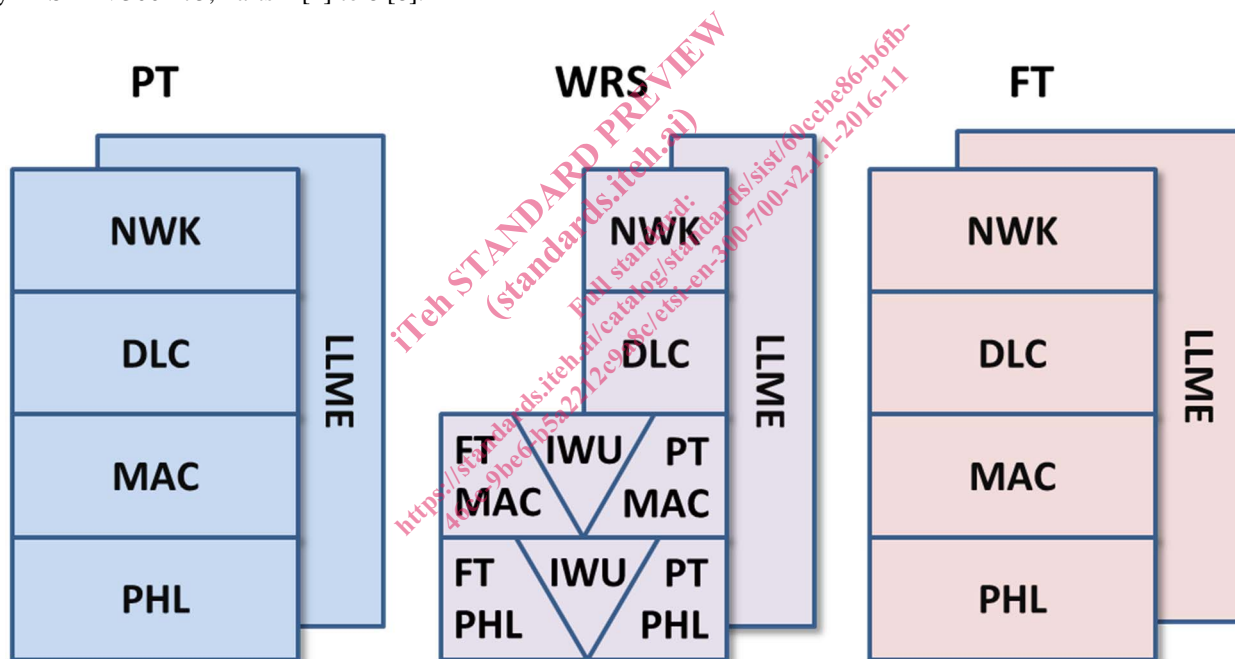 PT
WRS
FT
NWK
DLC
MAC
PHL
LLME
NWK
DLC
FT MAC
IWU
PT MAC
FT PHL
IWU
PT PHL
LLME
NWK
DLC
MAC
PHL
LLME
iTeh STANDARD PREVIEW
(standards.iteh.ai)
Full standard:
https://standards.iteh.ai/catalog/standards/sist/60ccbe86-b6fb-
46cc-9be6-b5a2212c9a8c/etsi-en-300-700-v2.1.1-2016-11